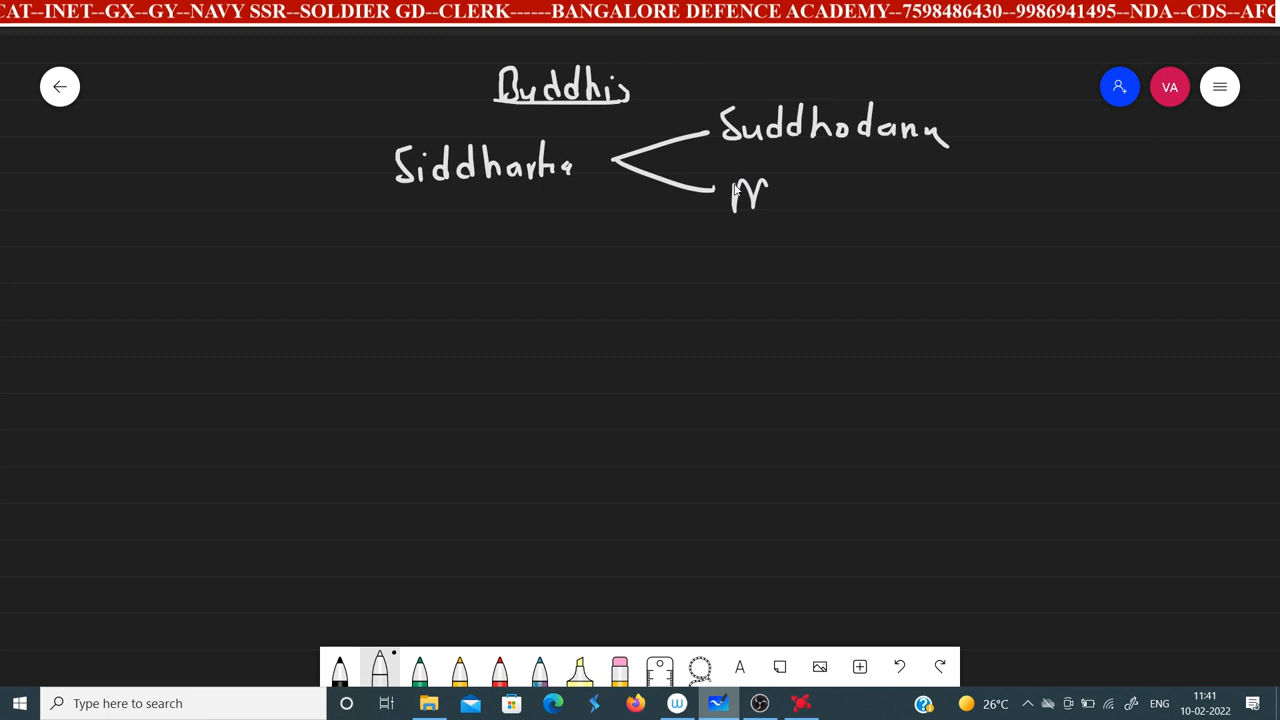 CAT--INET--GX--GY--NAVY SSR--SOLDIER GD--CLERK------BANGALORE DEFENCE ACADEMY--7598486430--9986941495--NDA--CDS--AFC
Buddhis
VA
Suddhodana
Siddhartha
M
A
Type here to search
W
26°C
ENG
11:41
10-02-2022